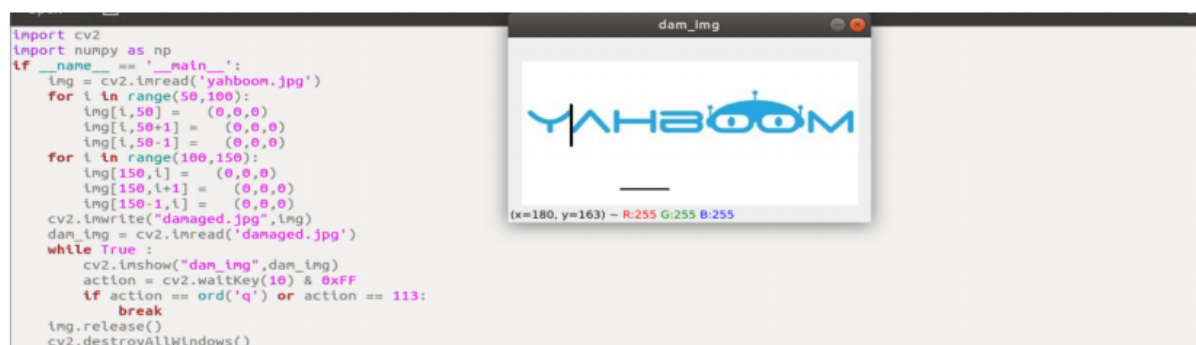 import cv2
import numpy as np
if __name__ == '__main__':
    img = cv2.imread('yahboom.jpg')
    for i in range(50,100):
        img[i,50] =   (0,0,0)
        img[i,50+1] =   (0,0,0)
        img[i,50-1] =   (0,0,0)
    for i in range(100,150):
        img[150,i] =   (0,0,0)
        img[150,i+1] =   (0,0,0)
        img[150-1,i] =   (0,0,0)
    cv2.imwrite("damaged.jpg",img)
    dam_img = cv2.imread('damaged.jpg')
    while True :
        cv2.imshow("dam_img",dam_img)
        action = cv2.waitKey(10) & 0xFF
        if action == ord('q') or action == 113:
            break
    img.release()
    cv2.destroyAllWindows()
dam_img
YAHBOOM
(x=180, y=163) ~ R:255 G:255 B:255